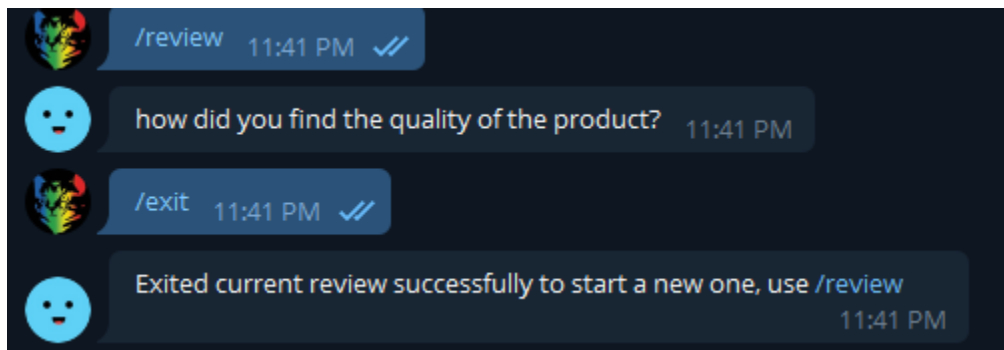 /review 11:41 PM
how did you find the quality of the product? 11:41 PM
/exit 11:41 PM
Exited current review successfully to start a new one, use /review
11:41 PM